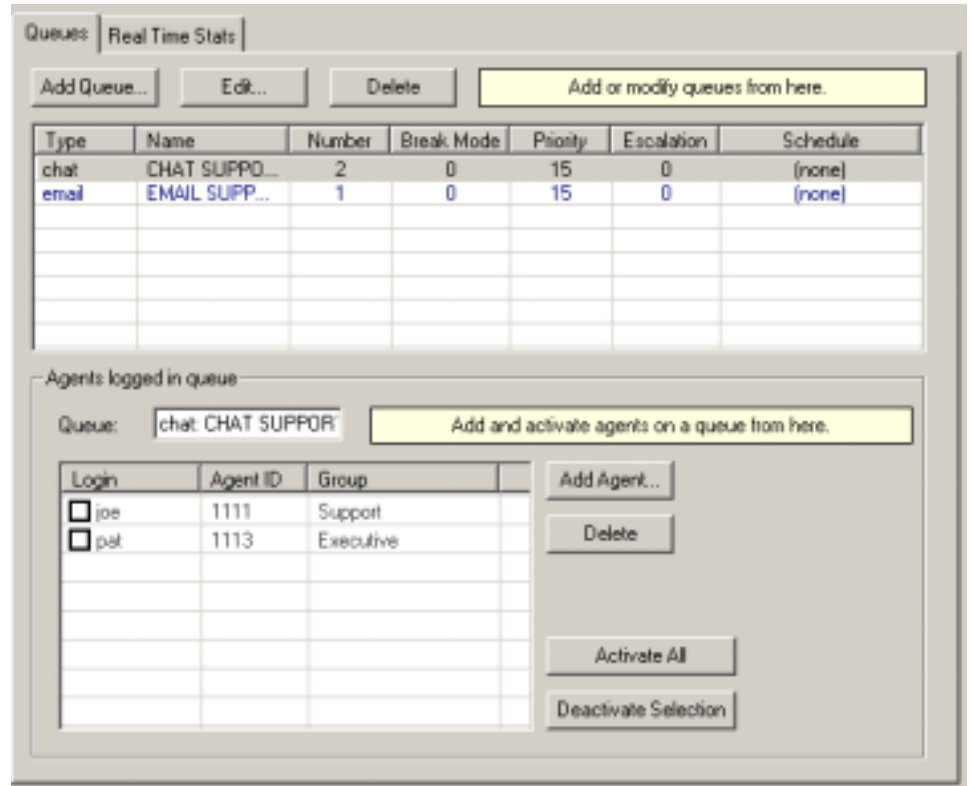 Queues Real Time Stats
Add Queue... Edit... Delete Add or modify queues from here.
Type Name Number Break Mode Priority Escalation Schedule
chat CHAT SUPPO... 2 0 15 0 (none)
email EMAIL SUPP... 1 0 15 0 (none)
Agents logged in queue
Queue: chat: CHAT SUPPORT Add and activate agents on a queue from here.
Login Agent ID Group Add Agent...
joe 1111 Support
Delete
pat 1113 Executive
Activate All
Deactivate Selection